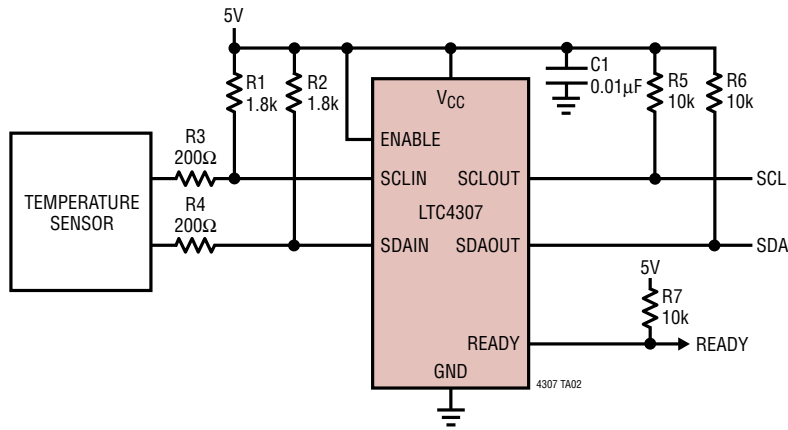 5V
R1
1.8k
R2
1.8k
C1
0.01μF
R5
10k
R6
10k
VCC
ENABLE
R3
200Ω
SCLIN
SCLOUT
SCL
TEMPERATURE
SENSOR
LTC4307
R4
200Ω
SDAIN
SDAOUT
SDA
5V
R7
10k
READY
READY
GND
4307 TA02